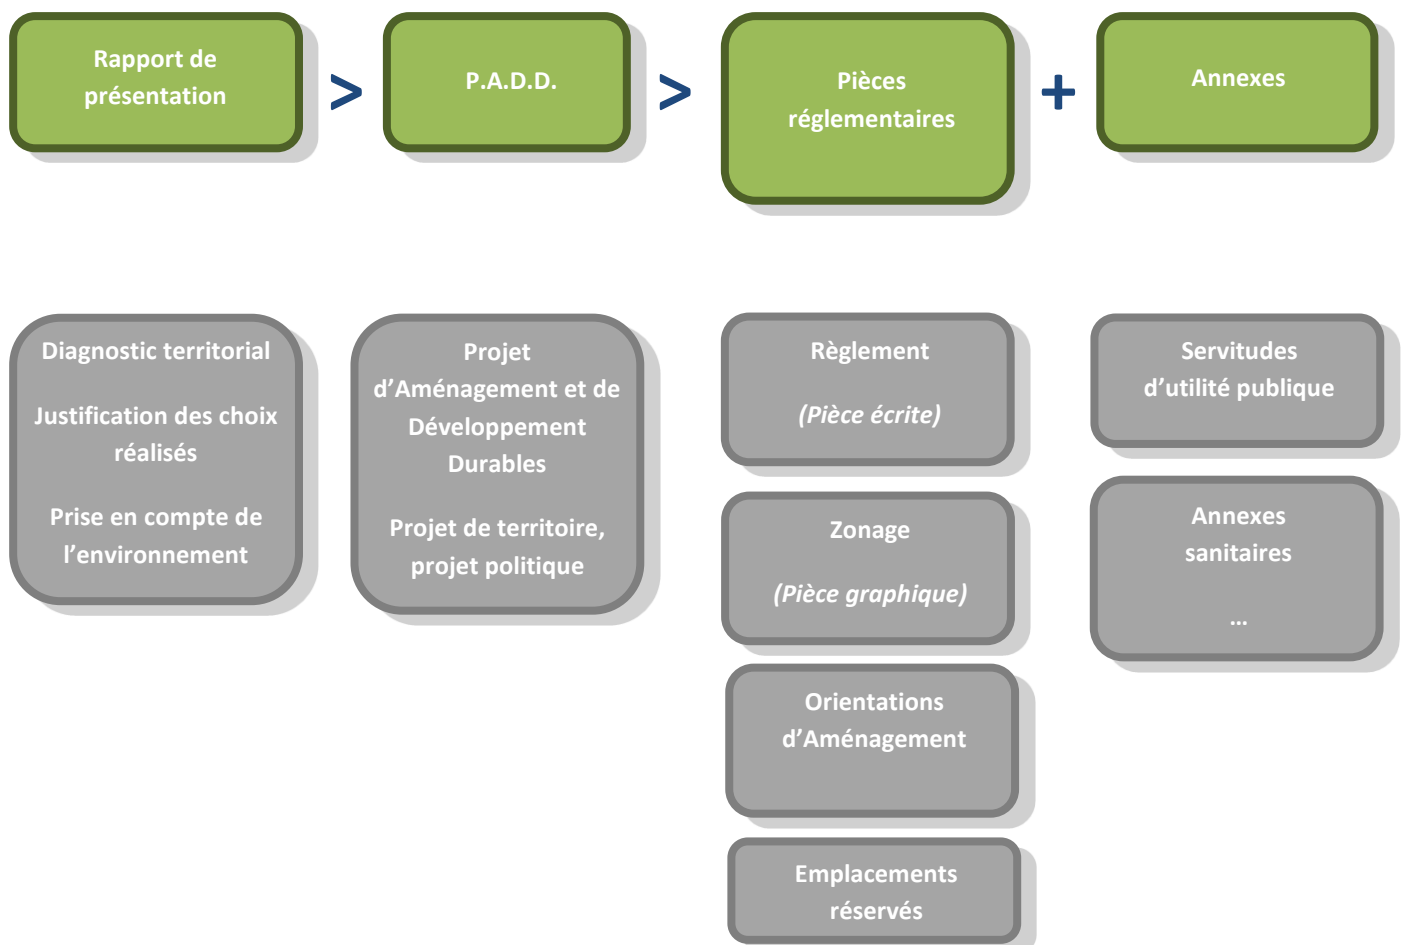 Rapport de
présentation
>
P.A.D.D.
>
Pièces
réglementaires
+
Annexes
Diagnostic territorial
Justification des choix
réalisés
Prise en compte de
l’environnement
Projet
d’Aménagement et de
Développement
Durables
Projet de territoire,
projet politique
Règlement
(Pièce écrite)
Zonage
(Pièce graphique)
Orientations
d’Aménagement
Emplacements
réservés
Servitudes
d’utilité publique
Annexes
sanitaires
…